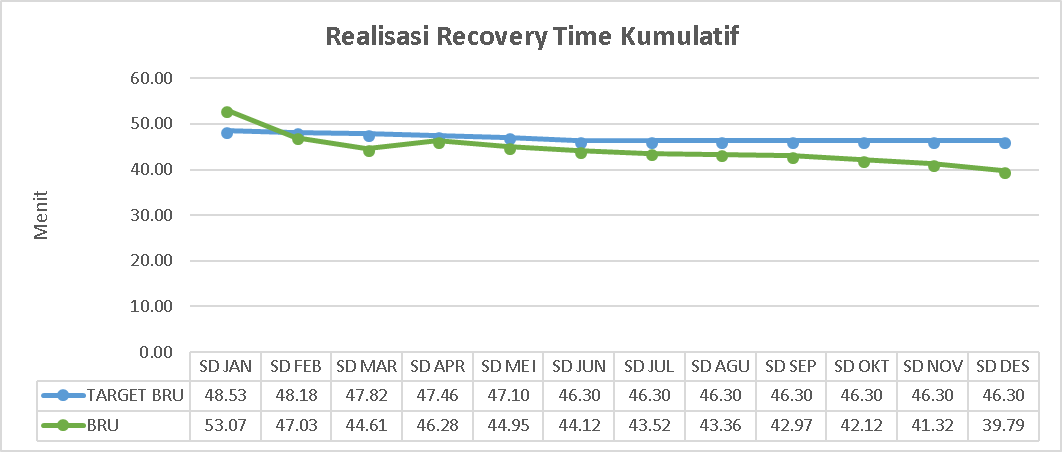 Realisasi Recovery Time Kumulatif
Menit
60.00
50.00
40.00
30.00
20.00
10.00
0.00
SD JAN SD FEB SD MAR SD APR SD MEI SD JUN SD JUL SD AGU SD SEP SD OKT SD NOV SD DES
TARGET BRU 48.53 48.18 47.82 47.46 47.10 46.30 46.30 46.30 46.30 46.30 46.30 46.30
BRU 53.07 47.03 44.61 46.28 44.95 44.12 43.52 43.36 42.97 42.12 41.32 39.79